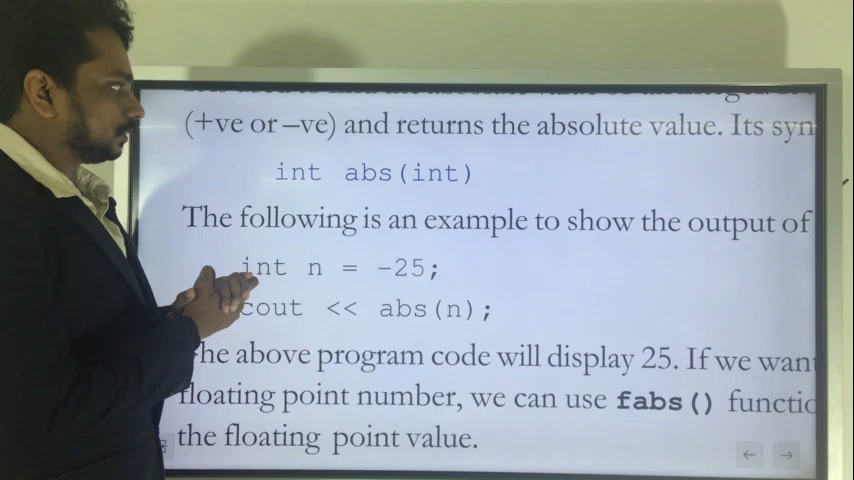 (+ve or –ve) and returns the absolute value. Its syn
int abs(int)
The following is an example to show the output of
int n = -25;
cout << abs(n);
The above program code will display 25. If we want
floating point number, we can use fabs() functio
the floating point value.